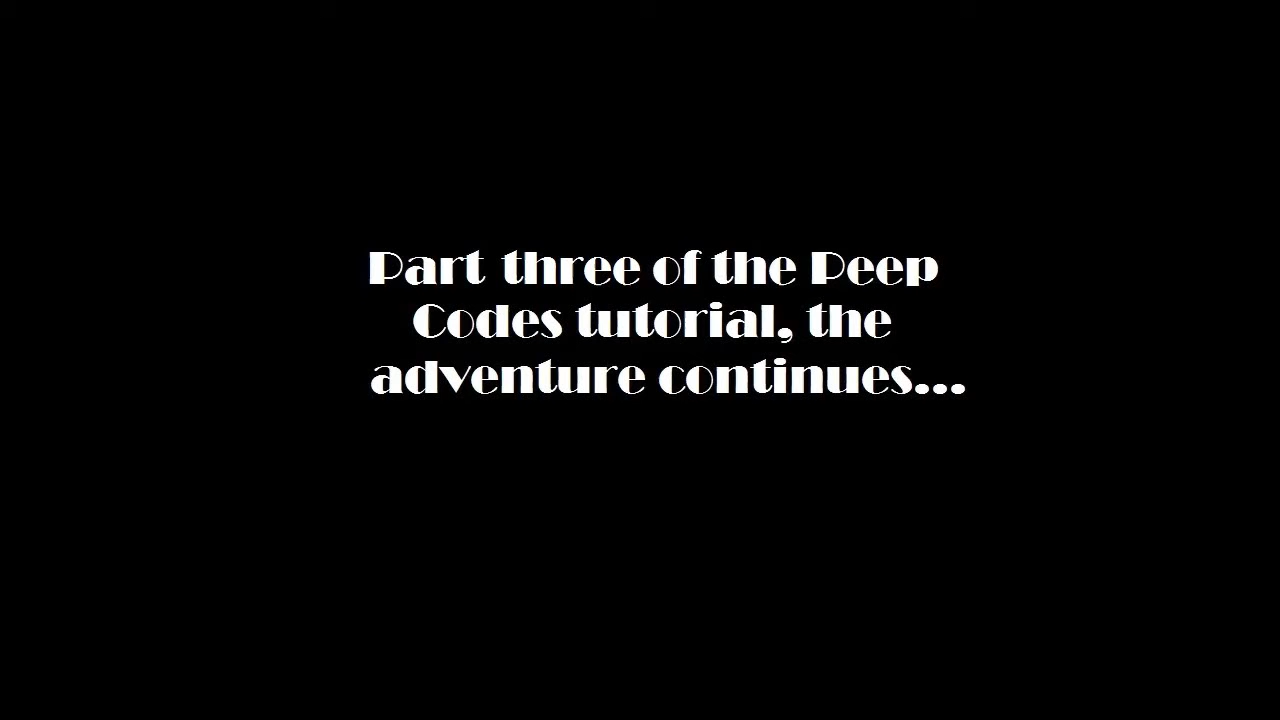 Part three of the Peep
Codes tutorial, the
adventure continues...